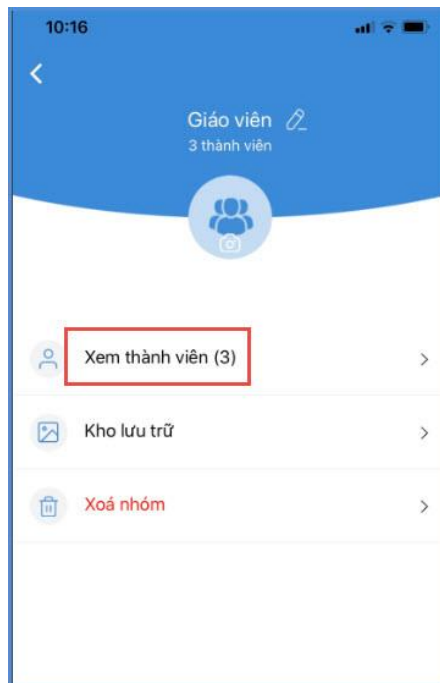 10:16
Giáo viên
3 thành viên
Xem thành viên (3)
Kho lưu trữ
Xoá nhóm